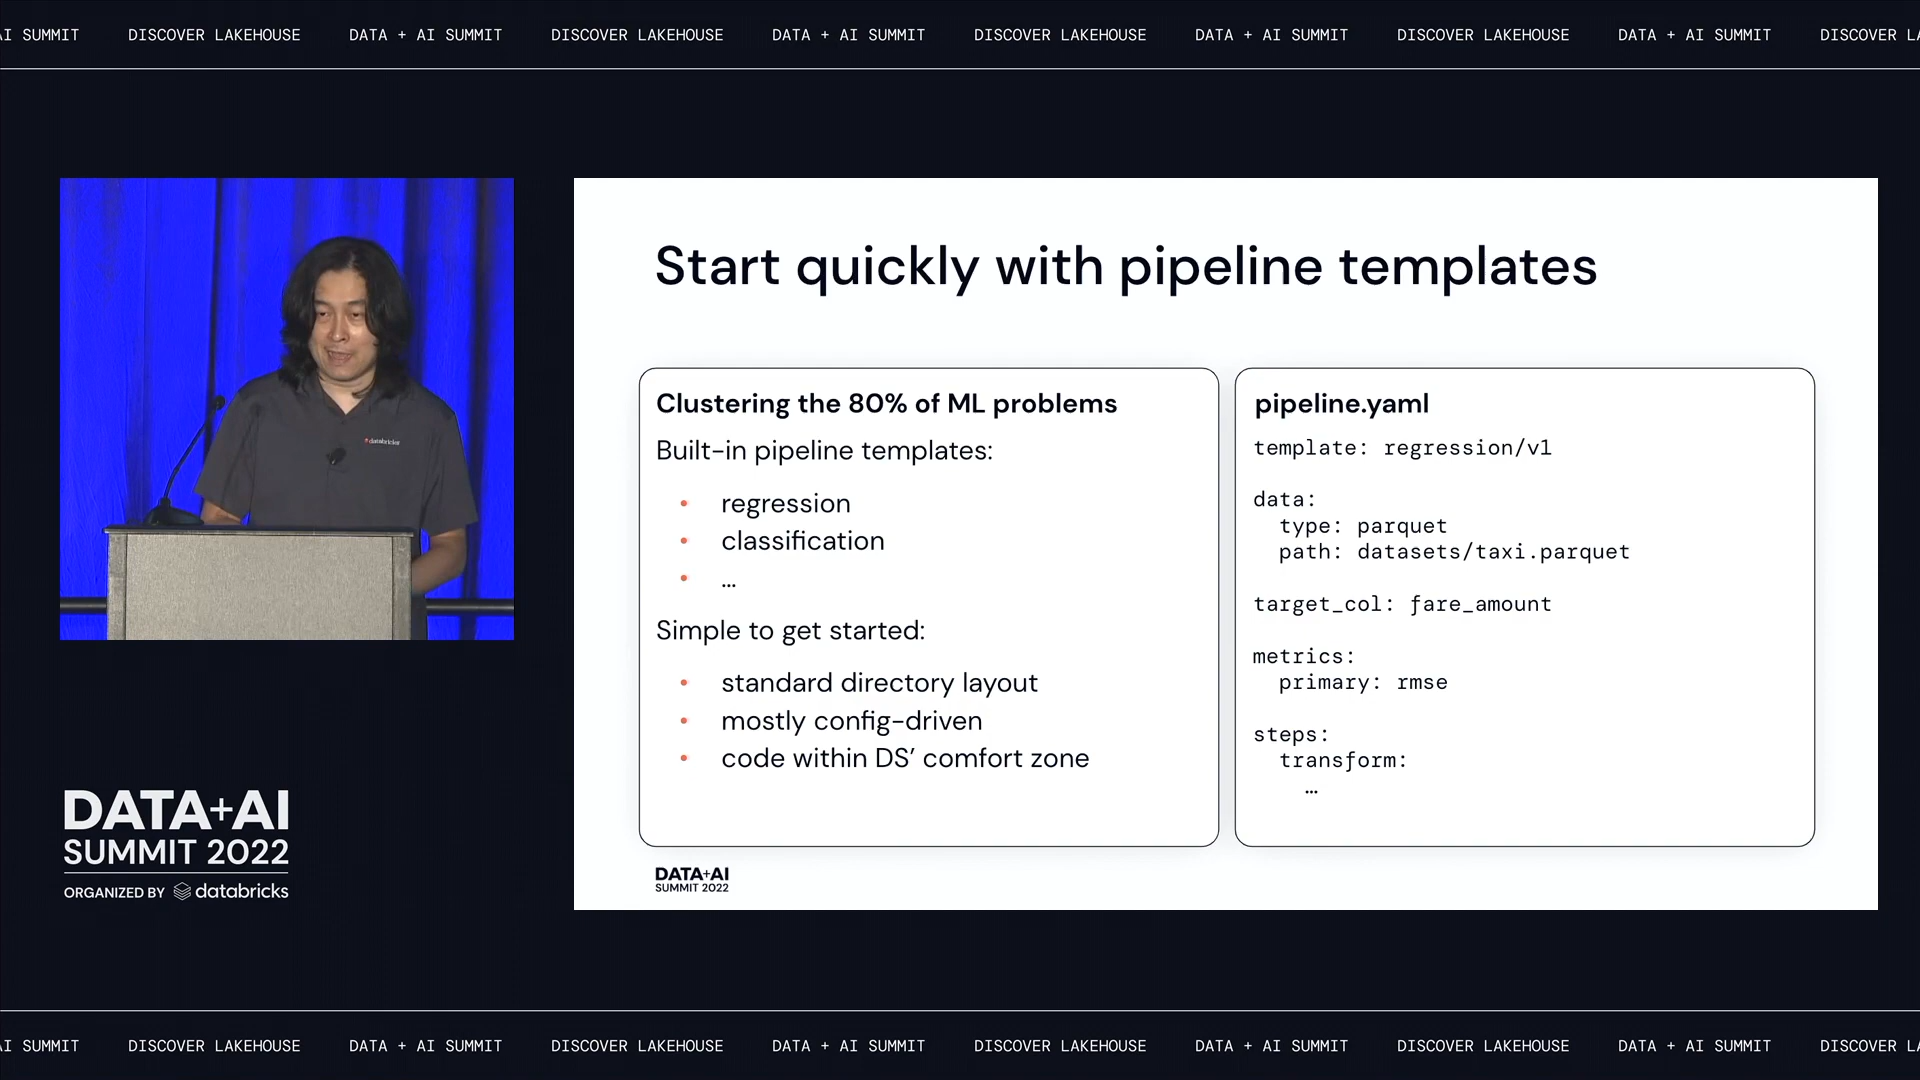 AI SUMMIT DISCOVER LAKEHOUSE DATA + AI SUMMIT DISCOVER LAKEHOUSE DATA + AI SUMMIT DISCOVER LAKEHOUSE DATA + AI SUMMIT DISCOVER LAKEHOUSE DATA + AI SUMMIT DISCOVER LA
databricks
DATA+AI
SUMMIT 2022
ORGANIZED BY databricks
Start quickly with pipeline templates
Clustering the 80% of ML problems
Built-in pipeline templates:
• regression
• classification
• …
Simple to get started:
• standard directory layout
• mostly config-driven
• code within DS’ comfort zone
pipeline.yaml
template: regression/v1
data:
type: parquet
path: datasets/taxi.parquet
target_col: fare_amount
metrics:
primary: rmse
steps:
transform:
…
DATA+AI
SUMMIT 2022
AI SUMMIT DISCOVER LAKEHOUSE DATA + AI SUMMIT DISCOVER LAKEHOUSE DATA + AI SUMMIT DISCOVER LAKEHOUSE DATA + AI SUMMIT DISCOVER LAKEHOUSE DATA + AI SUMMIT DISCOVER LA